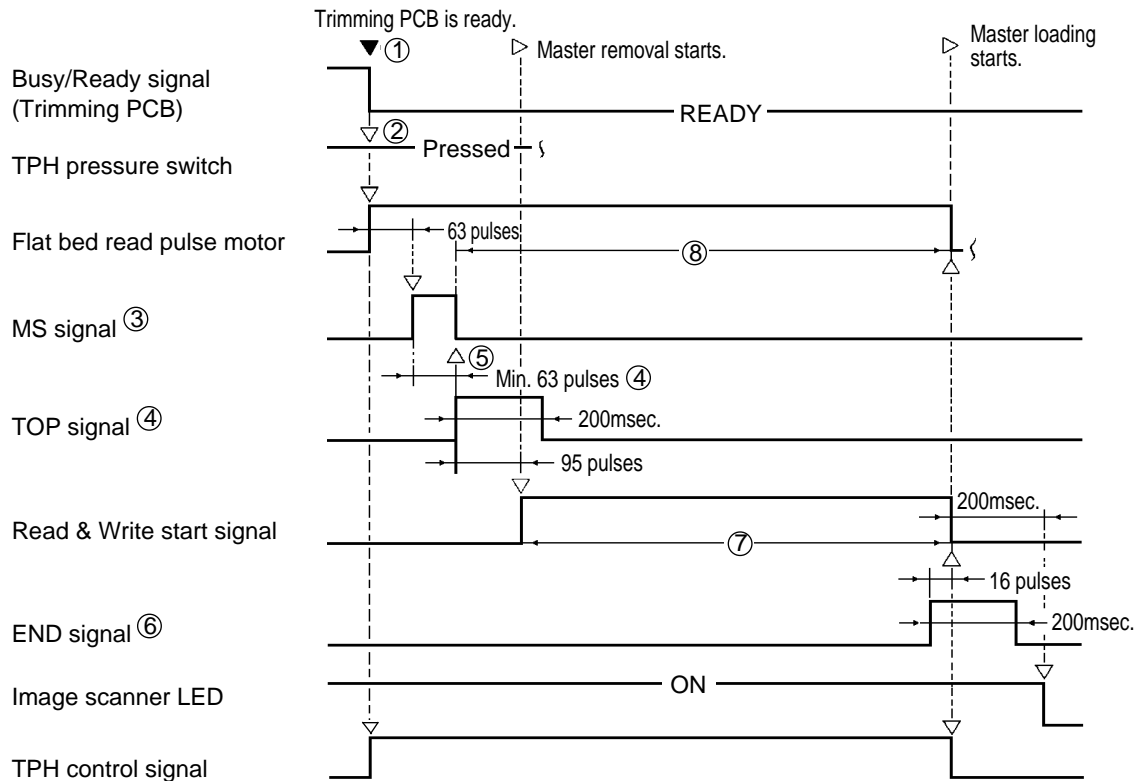 Trimming PCB is ready.
①
Master removal starts.
Master loading
starts.
Busy/Ready signal
(Trimming PCB)
READY
②
TPH pressure switch
Pressed
Flat bed read pulse motor
63 pulses
⑧
MS signal ③
⑤
Min. 63 pulses ④
TOP signal ④
200msec.
95 pulses
Read & Write start signal
200msec.
⑦
16 pulses
END signal ⑥
200msec.
Image scanner LED
ON
TPH control signal